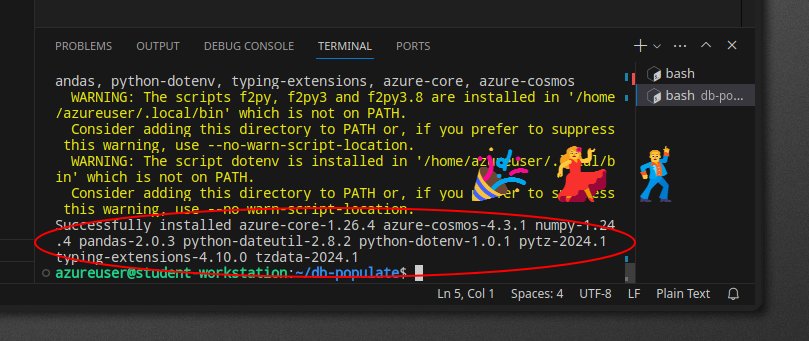 PROBLEMS OUTPUT DEBUG CONSOLE TERMINAL PORTS
andas, python-dotenv, typing-extensions, azure-core, azure-cosmos
WARNING: The scripts f2py, f2py3 and f2py3.8 are installed in '/home
/azureuser/.local/bin' which is not on PATH.
Consider adding this directory to PATH or, if you prefer to suppress
this warning, use --no-warn-script-location.
WARNING: The script dotenv is installed in '/home/azureuser/.local/b
in' which is not on PATH.
Consider adding this directory to PATH or, if you prefer to suppress
this warning, use --no-warn-script-location.
Successfully installed azure-core-1.26.4 azure-cosmos-4.3.1 numpy-1.24
.4 pandas-2.0.3 python-dateutil-2.8.2 python-dotenv-1.0.1 pytz-2024.1
typing-extensions-4.10.0 tzdata-2024.1
azureuser@student-workstation:~/db-populate$
bash
bash db-po...
Ln 5, Col 1 Spaces: 4 UTF-8 LF Plain Text